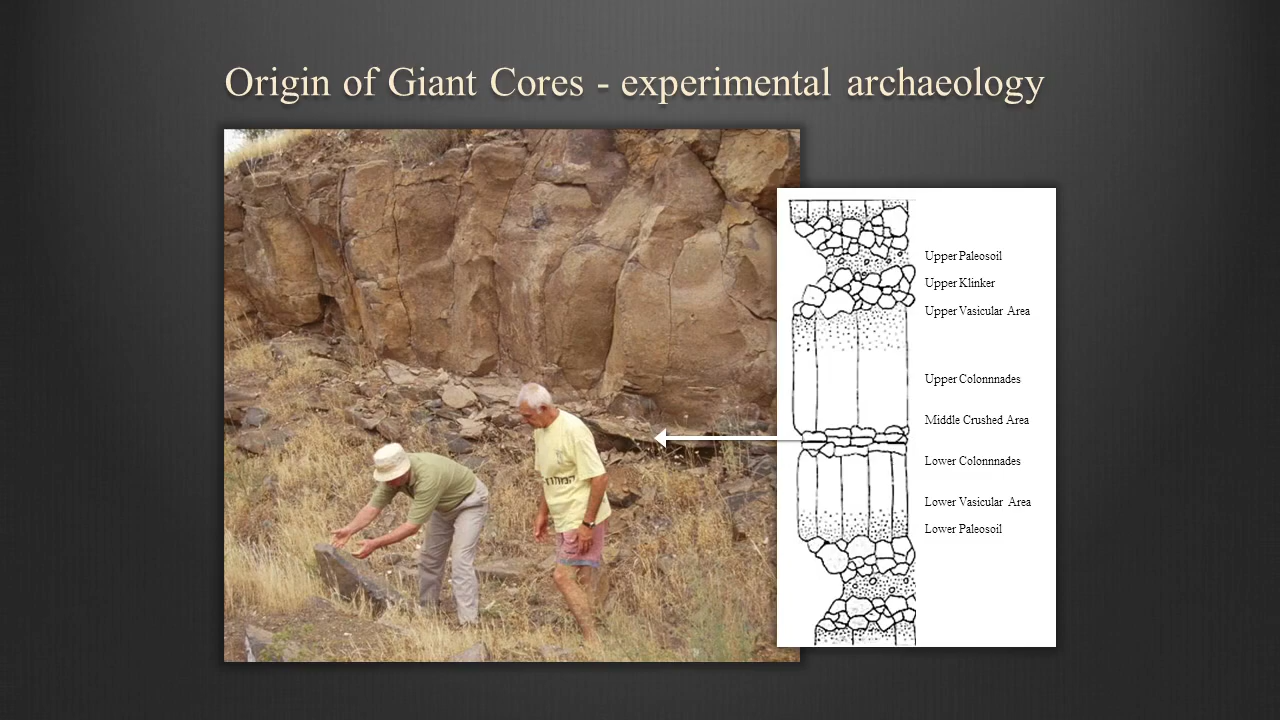 Origin of Giant Cores - experimental archaeology
Upper Paleosoil
Upper Klinker
Upper Vasicular Area
Upper Colonnnades
Middle Crushed Area
Lower Colonnnades
Lower Vasicular Area
Lower Paleosoil